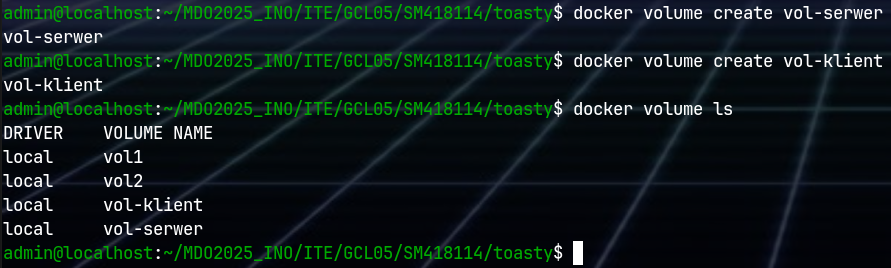 admin@localhost:~/MDO2025_INO/ITE/GCL05/SM418114/toasty$ docker volume create vol-serwer
vol-serwer
admin@localhost:~/MDO2025_INO/ITE/GCL05/SM418114/toasty$ docker volume create vol-klient
vol-klient
admin@localhost:~/MDO2025_INO/ITE/GCL05/SM418114/toasty$ docker volume ls
DRIVER    VOLUME NAME
local     vol1
local     vol2
local     vol-klient
local     vol-serwer
admin@localhost:~/MDO2025_INO/ITE/GCL05/SM418114/toasty$